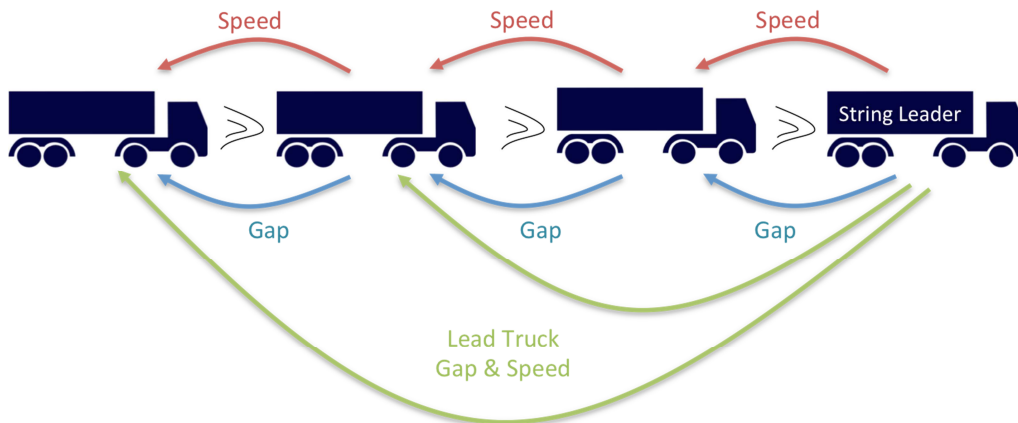 Speed
Speed
Speed
String Leader
Gap
Gap
Gap
Lead Truck
Gap & Speed